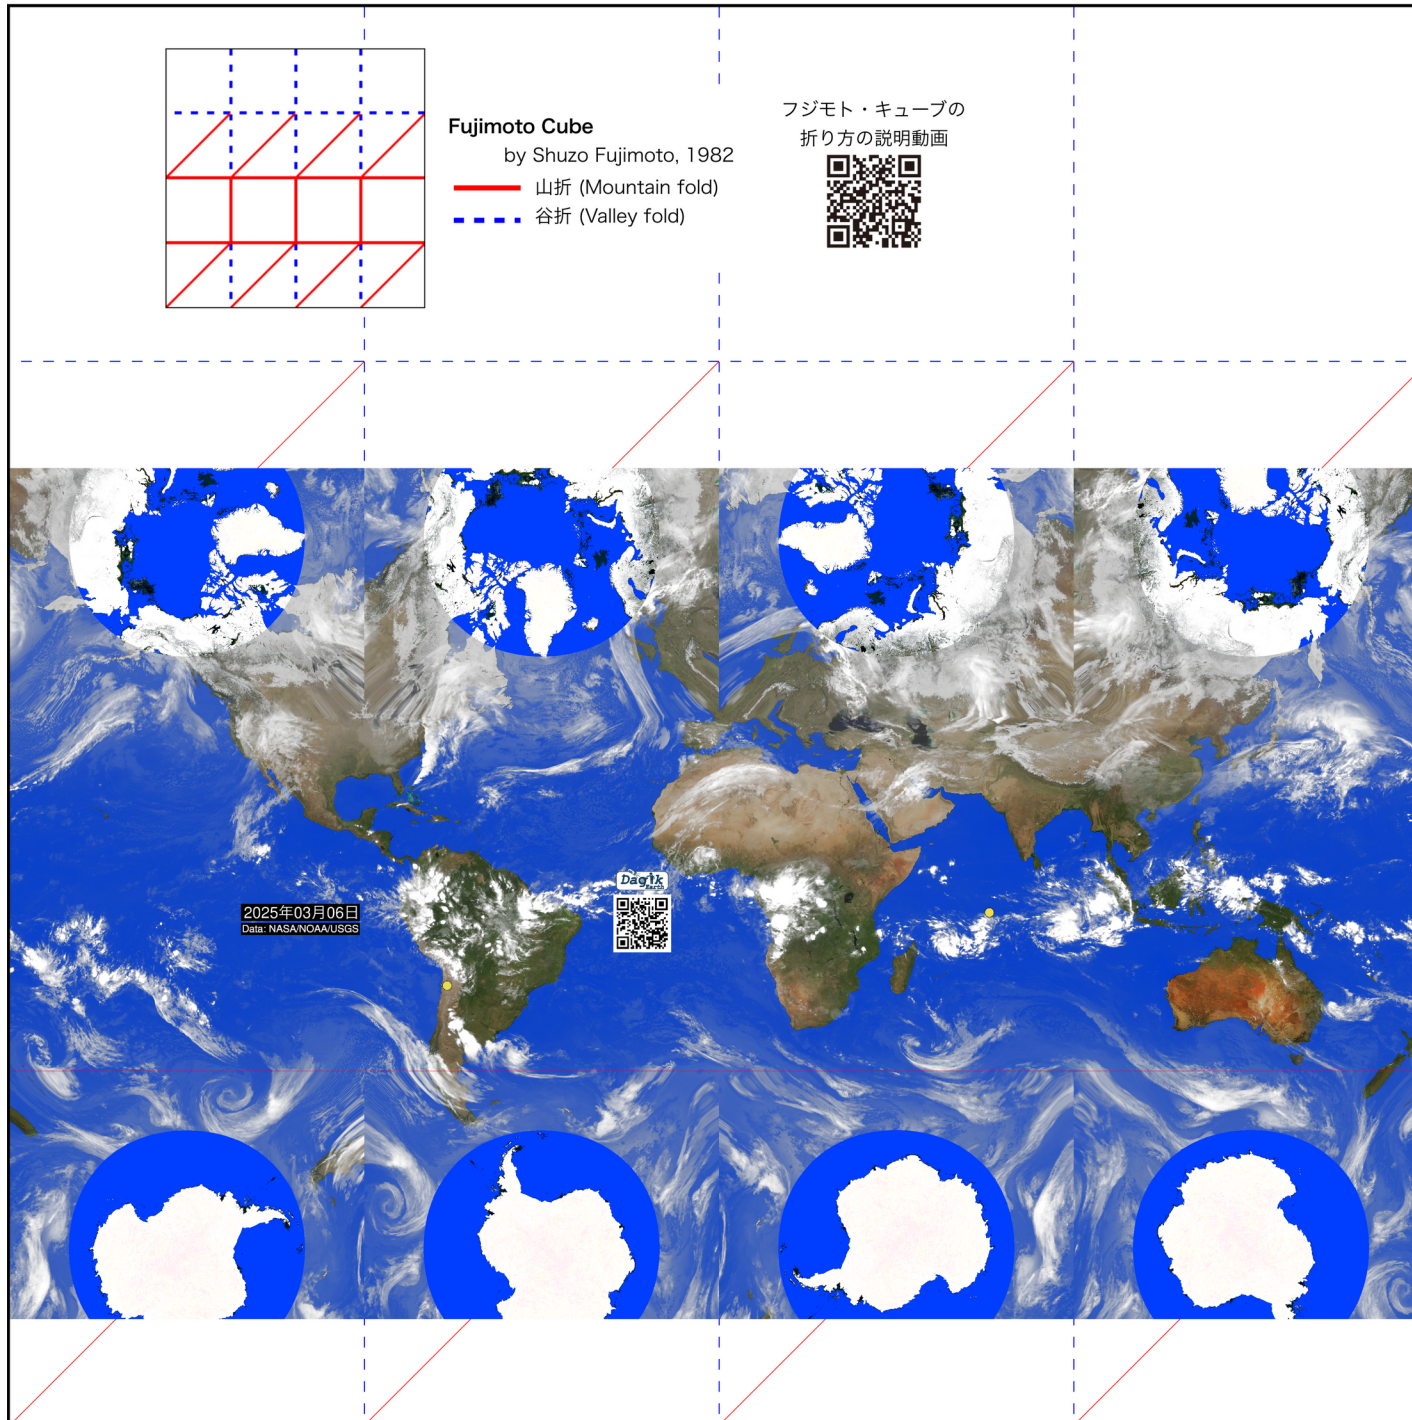 Fujimoto Cube
by Shuzo Fujimoto, 1982
山折 (Mountain fold)
谷折 (Valley fold)
フジモト・キューブの
折り方の説明動画
Dagik
Earth
2025年03月06日
Data: NASA/NOAA/USGS